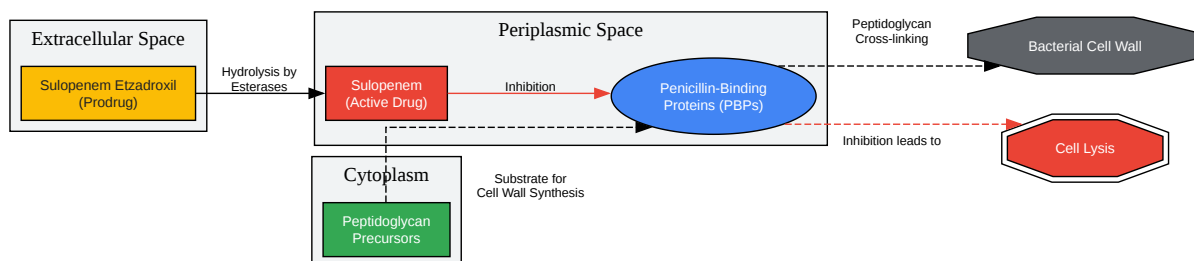 Extracellular Space
Sulopenem Etzadroxil
(Prodrug)
Hydrolysis by
Esterases
Periplasmic Space
Sulopenem
(Active Drug)
Inhibition
Penicillin-Binding
Proteins (PBPs)
Peptidoglycan
Cross-linking
Bacterial Cell Wall
Inhibition leads to
Cell Lysis
Cytoplasm
Substrate for
Cell Wall Synthesis
Peptidoglycan
Precursors